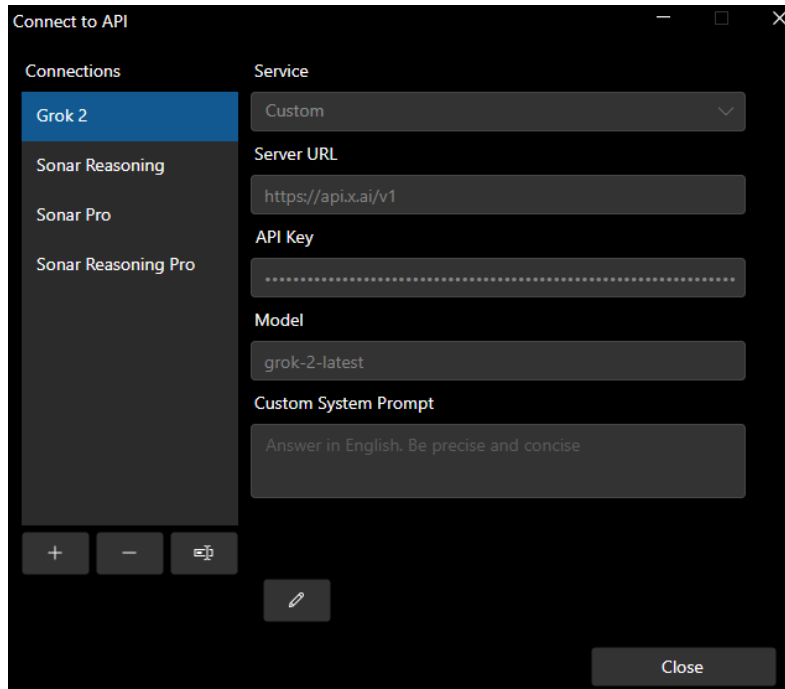 Connect to API
Connections
Grok 2
Sonar Reasoning
Sonar Pro
Sonar Reasoning Pro
Service
Custom
Server URL
https://api.x.ai/v1
API Key
Model
grok-2-latest
Custom System Prompt
Answer in English. Be precise and concise
Close